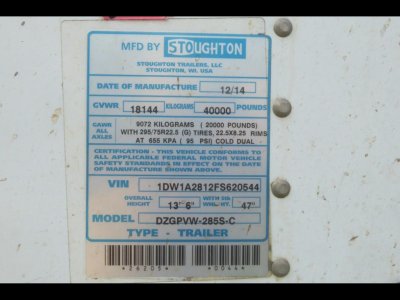 MFD BY STOUGHTON
STOUGHTON TRAILERS, LLC
STOUGHTON, WI. USA
DATE OF MANUFACTURE 12/14
GVWR 18144 KILOGRAMS 40000 POUNDS
GAWR ALL AXLES
9072 KILOGRAMS ( 20000 POUNDS)
WITH 295/75R22.5 (G) TIRES, 22.5X8.25 RIMS
AT 655 KPA ( 95 PSI) COLD DUAL
CERTIFICATION - THIS VEHICLE CONFORMS TO
ALL APPLICABLE FEDERAL MOTOR VEHICLE
SAFETY STANDARDS IN EFFECT ON THE DATE
OF MANUFACTURE SHOWN ABOVE.
VIN 1DW1A2812FS620544
OVERALL HEIGHT 13' 6" WITH 5th WHL.HT. 47"
MODEL DZGPVW-285S-C
TYPE - TRAILER
*26205* *0044*